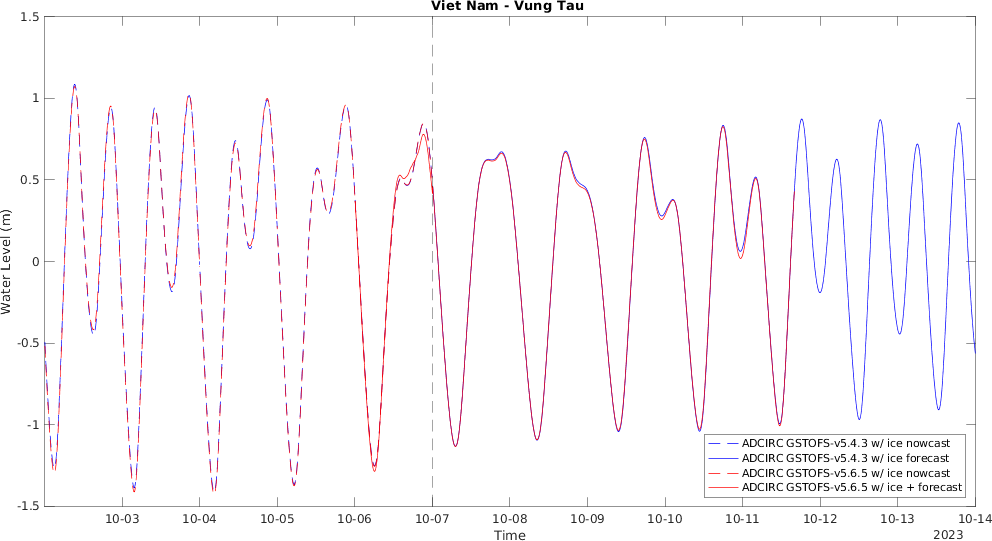 Viet Nam - Vung Tau
Water Level (m)
1.5
1
0.5
0
-0.5
-1
-1.5
10-03 10-04 10-05 10-06 10-07 10-08 10-09 10-10 10-11 10-12 10-13 10-14
Time
2023
ADCIRC GSTOFS-v5.4.3 w/ ice nowcast
ADCIRC GSTOFS-v5.4.3 w/ ice forecast
ADCIRC GSTOFS-v5.6.5 w/ ice nowcast
ADCIRC GSTOFS-v5.6.5 w/ ice + forecast